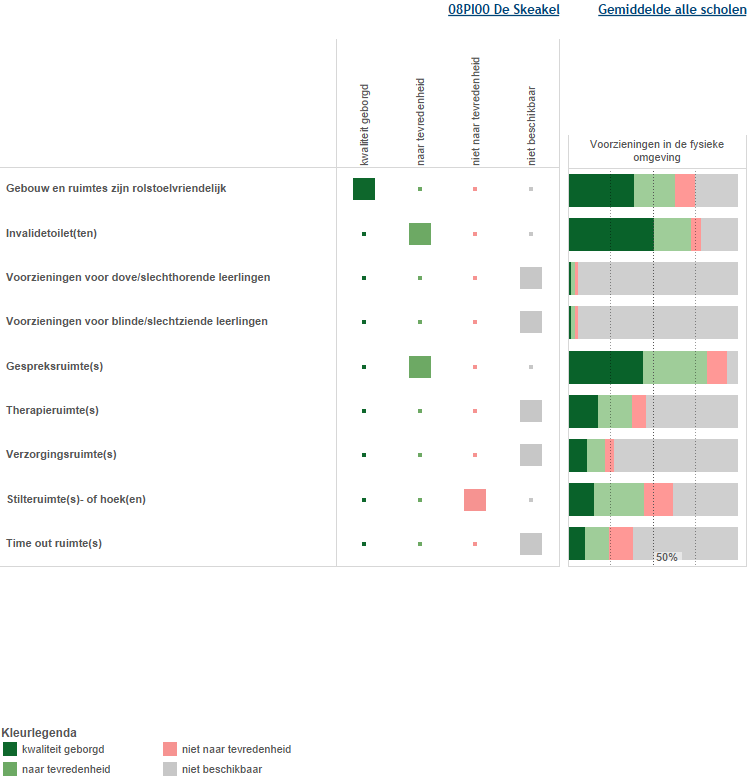 08PI00 De Skeakel
Gemiddelde alle scholen
kwaliteit geborgd
naar tevredenheid
niet naar tevredenheid
niet beschikbaar
Voorzieningen in de fysieke
omgeving
Gebouw en ruimtes zijn rolstoelvriendelijk
Invalidetoilet(ten)
Voorzieningen voor dove/slechthorende leerlingen
Voorzieningen voor blinde/slechtziende leerlingen
Gespreksruimte(s)
Therapieruimte(s)
Verzorgingsruimte(s)
Stilteruimte(s)- of hoek(en)
Time out ruimte(s)
50%
Kleurlegenda
kwaliteit geborgd
niet naar tevredenheid
naar tevredenheid
niet beschikbaar